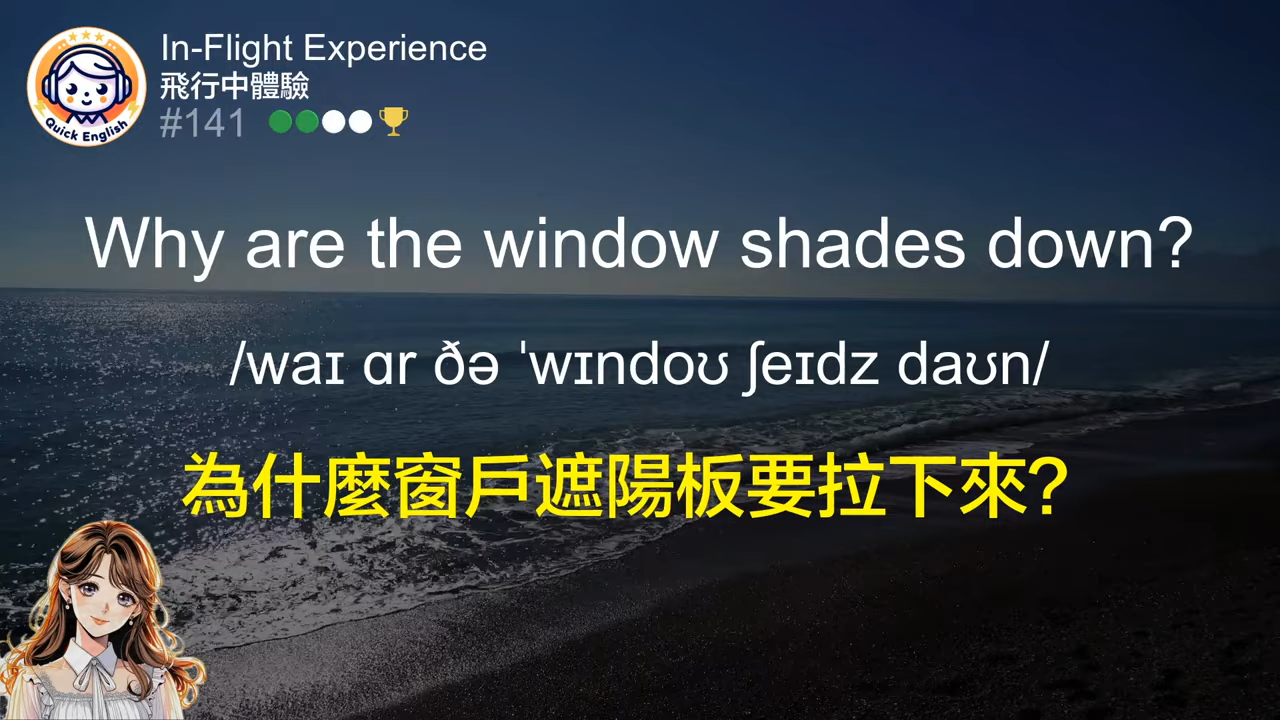 In-Flight Experience
飛行中體驗
#141
Quick English
Why are the window shades down?
/waɪ ɑr ðə ˈwɪndoʊ ʃeɪdz daʊn/
為什麼窗戶遮陽板要拉下來?